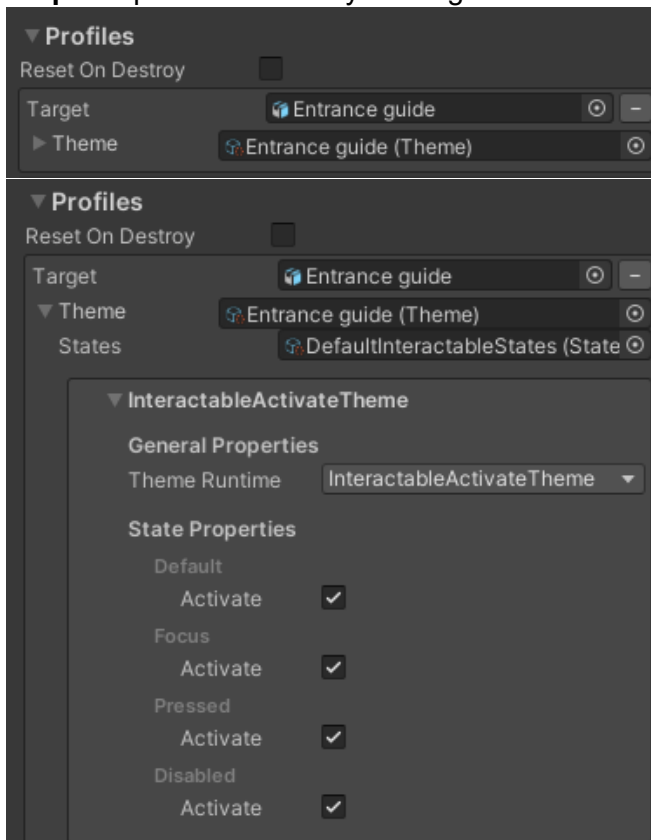 Profiles
Reset On Destroy
Target Entrance guide
Theme Entrance guide (Theme)
Profiles
Reset On Destroy
Target Entrance guide
Theme Entrance guide (Theme)
States DefaultInteractableStates (State
InteractableActivateTheme
General Properties
Theme Runtime InteractableActivateTheme
State Properties
Default
Activate
Focus
Activate
Pressed
Activate
Disabled
Activate